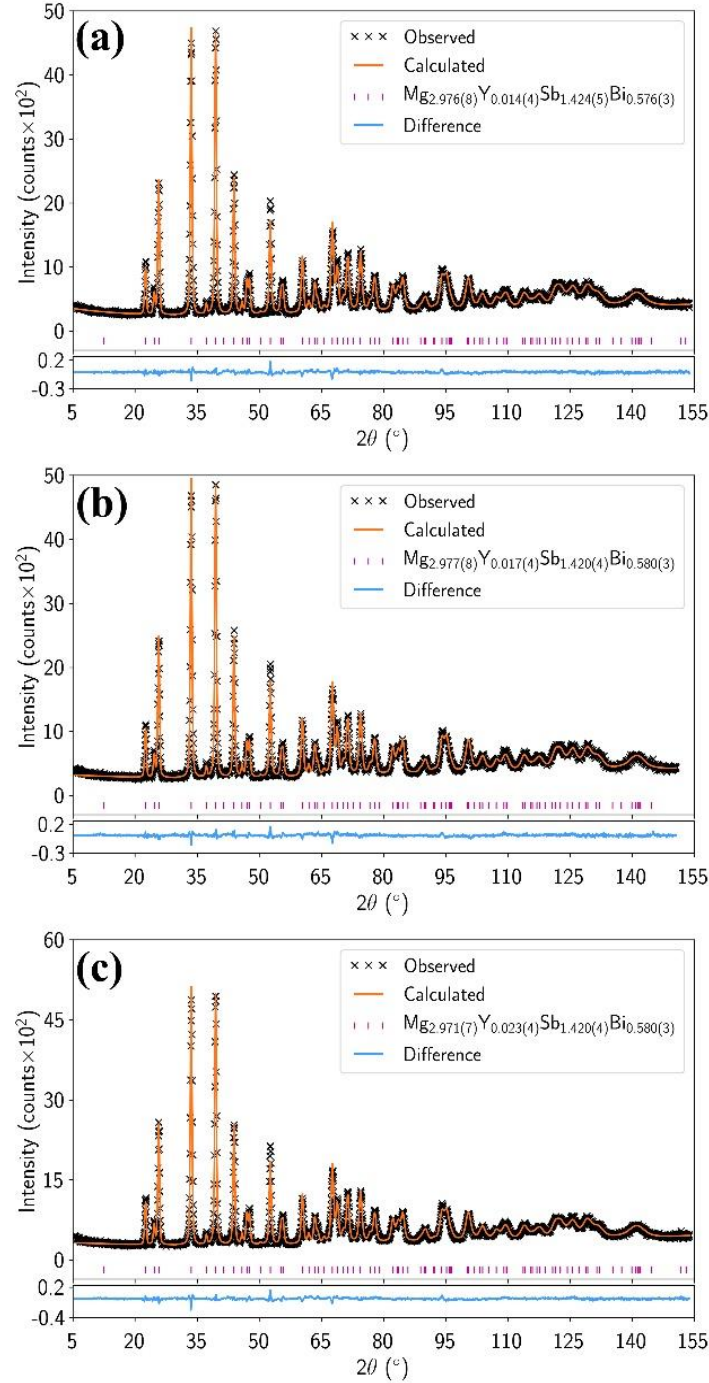 (a)
50
40
30
20
10
0
Intensity (counts×10²)
××× Observed
Calculated
Mg₂.₉₇₆₍₈₎Y₀.₀₁₄₍₄₎Sb₁.₄₂₄₍₅₎Bi₀.₅₇₆₍₃₎
Difference
0.2
-0.3
5 20 35 50 65 80 95 110 125 140 155
2θ (°)
(b)
50
40
30
20
10
0
Intensity (counts×10²)
××× Observed
Calculated
Mg₂.₉₇₇₍₈₎Y₀.₀₁₇₍₄₎Sb₁.₄₂₀₍₄₎Bi₀.₅₈₀₍₃₎
Difference
0.2
-0.3
5 20 35 50 65 80 95 110 125 140 155
2θ (°)
(c)
60
45
30
15
0
Intensity (counts×10²)
××× Observed
Calculated
Mg₂.₉₇₁₍₇₎Y₀.₀₂₃₍₄₎Sb₁.₄₂₀₍₄₎Bi₀.₅₈₀₍₃₎
Difference
0.2
-0.4
5 20 35 50 65 80 95 110 125 140 155
2θ (°)